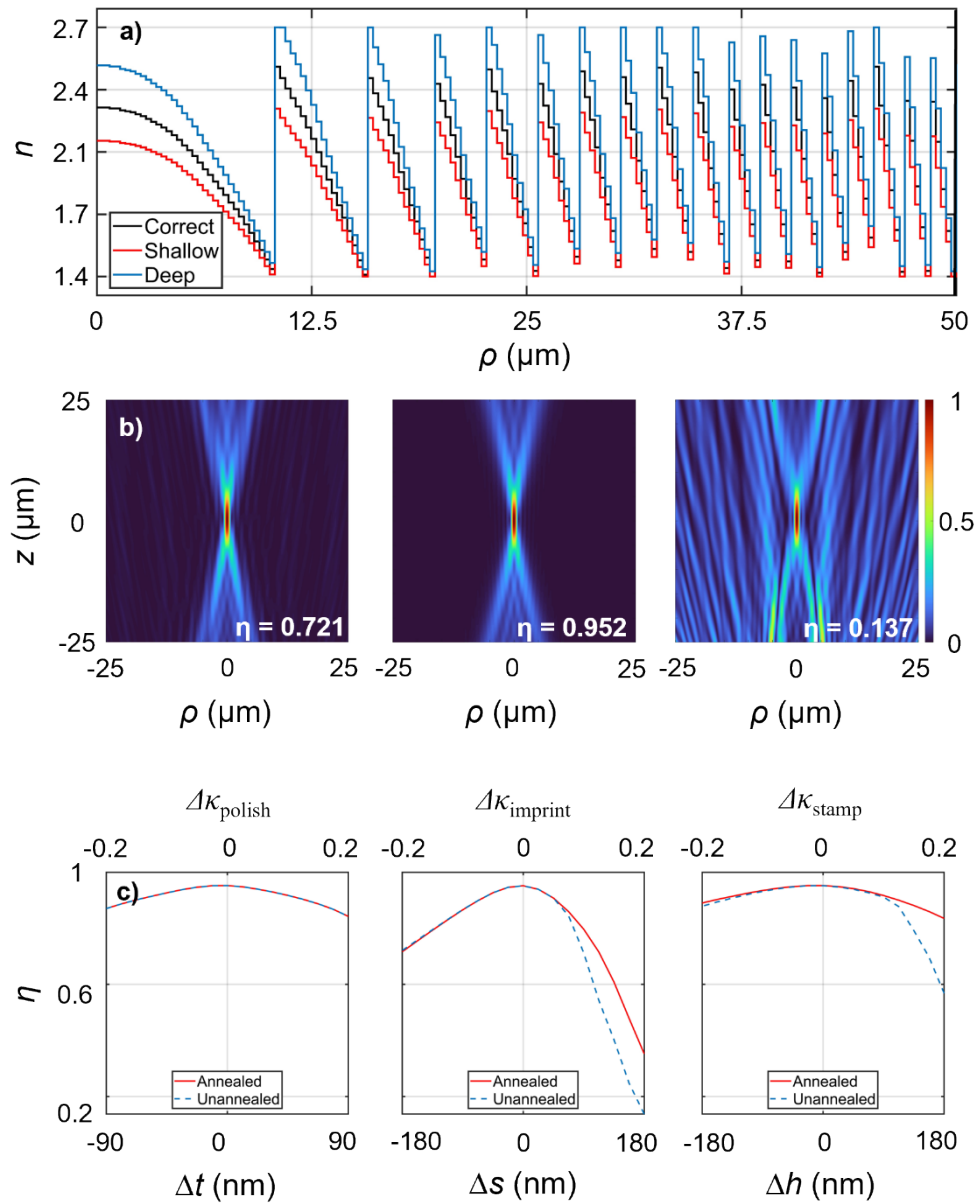 a)
2.7
2.4
2.1
1.7
1.4
n
Correct
Shallow
Deep
0 12.5 25 37.5 50
ρ (µm)
b)
25
0
-25
z (µm)
η = 0.721
η = 0.952
η = 0.137
1
0.5
0
-25 0 25
-25 0 25
-25 0 25
ρ (µm)
ρ (µm)
ρ (µm)
Δκpolish
Δκimprint
Δκstamp
-0.2 0 0.2
-0.2 0 0.2
-0.2 0 0.2
c)
1
0.6
0.2
η
Annealed
Unannealed
Annealed
Unannealed
Annealed
Unannealed
-90 0 90
-180 0 180
-180 0 180
Δt (nm)
Δs (nm)
Δh (nm)